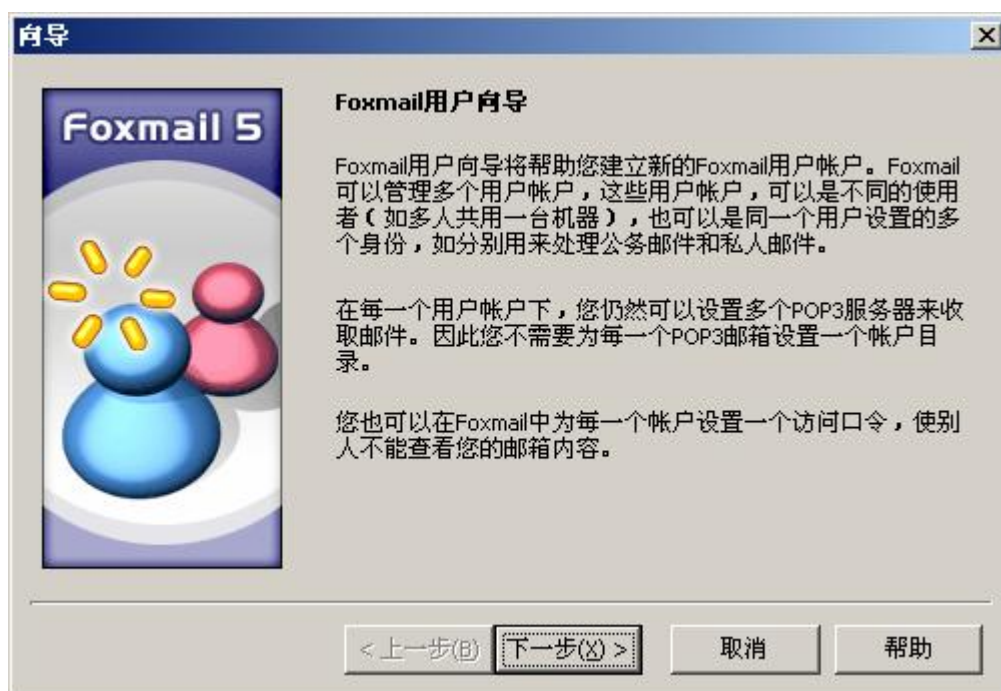 向导
Foxmail 5
Foxmail用户向导
Foxmail用户向导将帮助您建立新的Foxmail用户帐户。Foxmail
可以管理多个用户帐户，这些用户帐户，可以是不同的使用
者（如多人共用一台机器），也可以是同一个用户设置的多
个身份，如分别用来处理公务邮件和私人邮件。
在每一个用户帐户下，您仍然可以设置多个POP3服务器来收
取邮件。因此您不需要为每一个POP3邮箱设置一个帐户目
录。
您也可以在Foxmail中为每一个帐户设置一个访问口令，使别
人不能查看您的邮箱内容。
<上一步(B) 下一步(X) > 取消 帮助